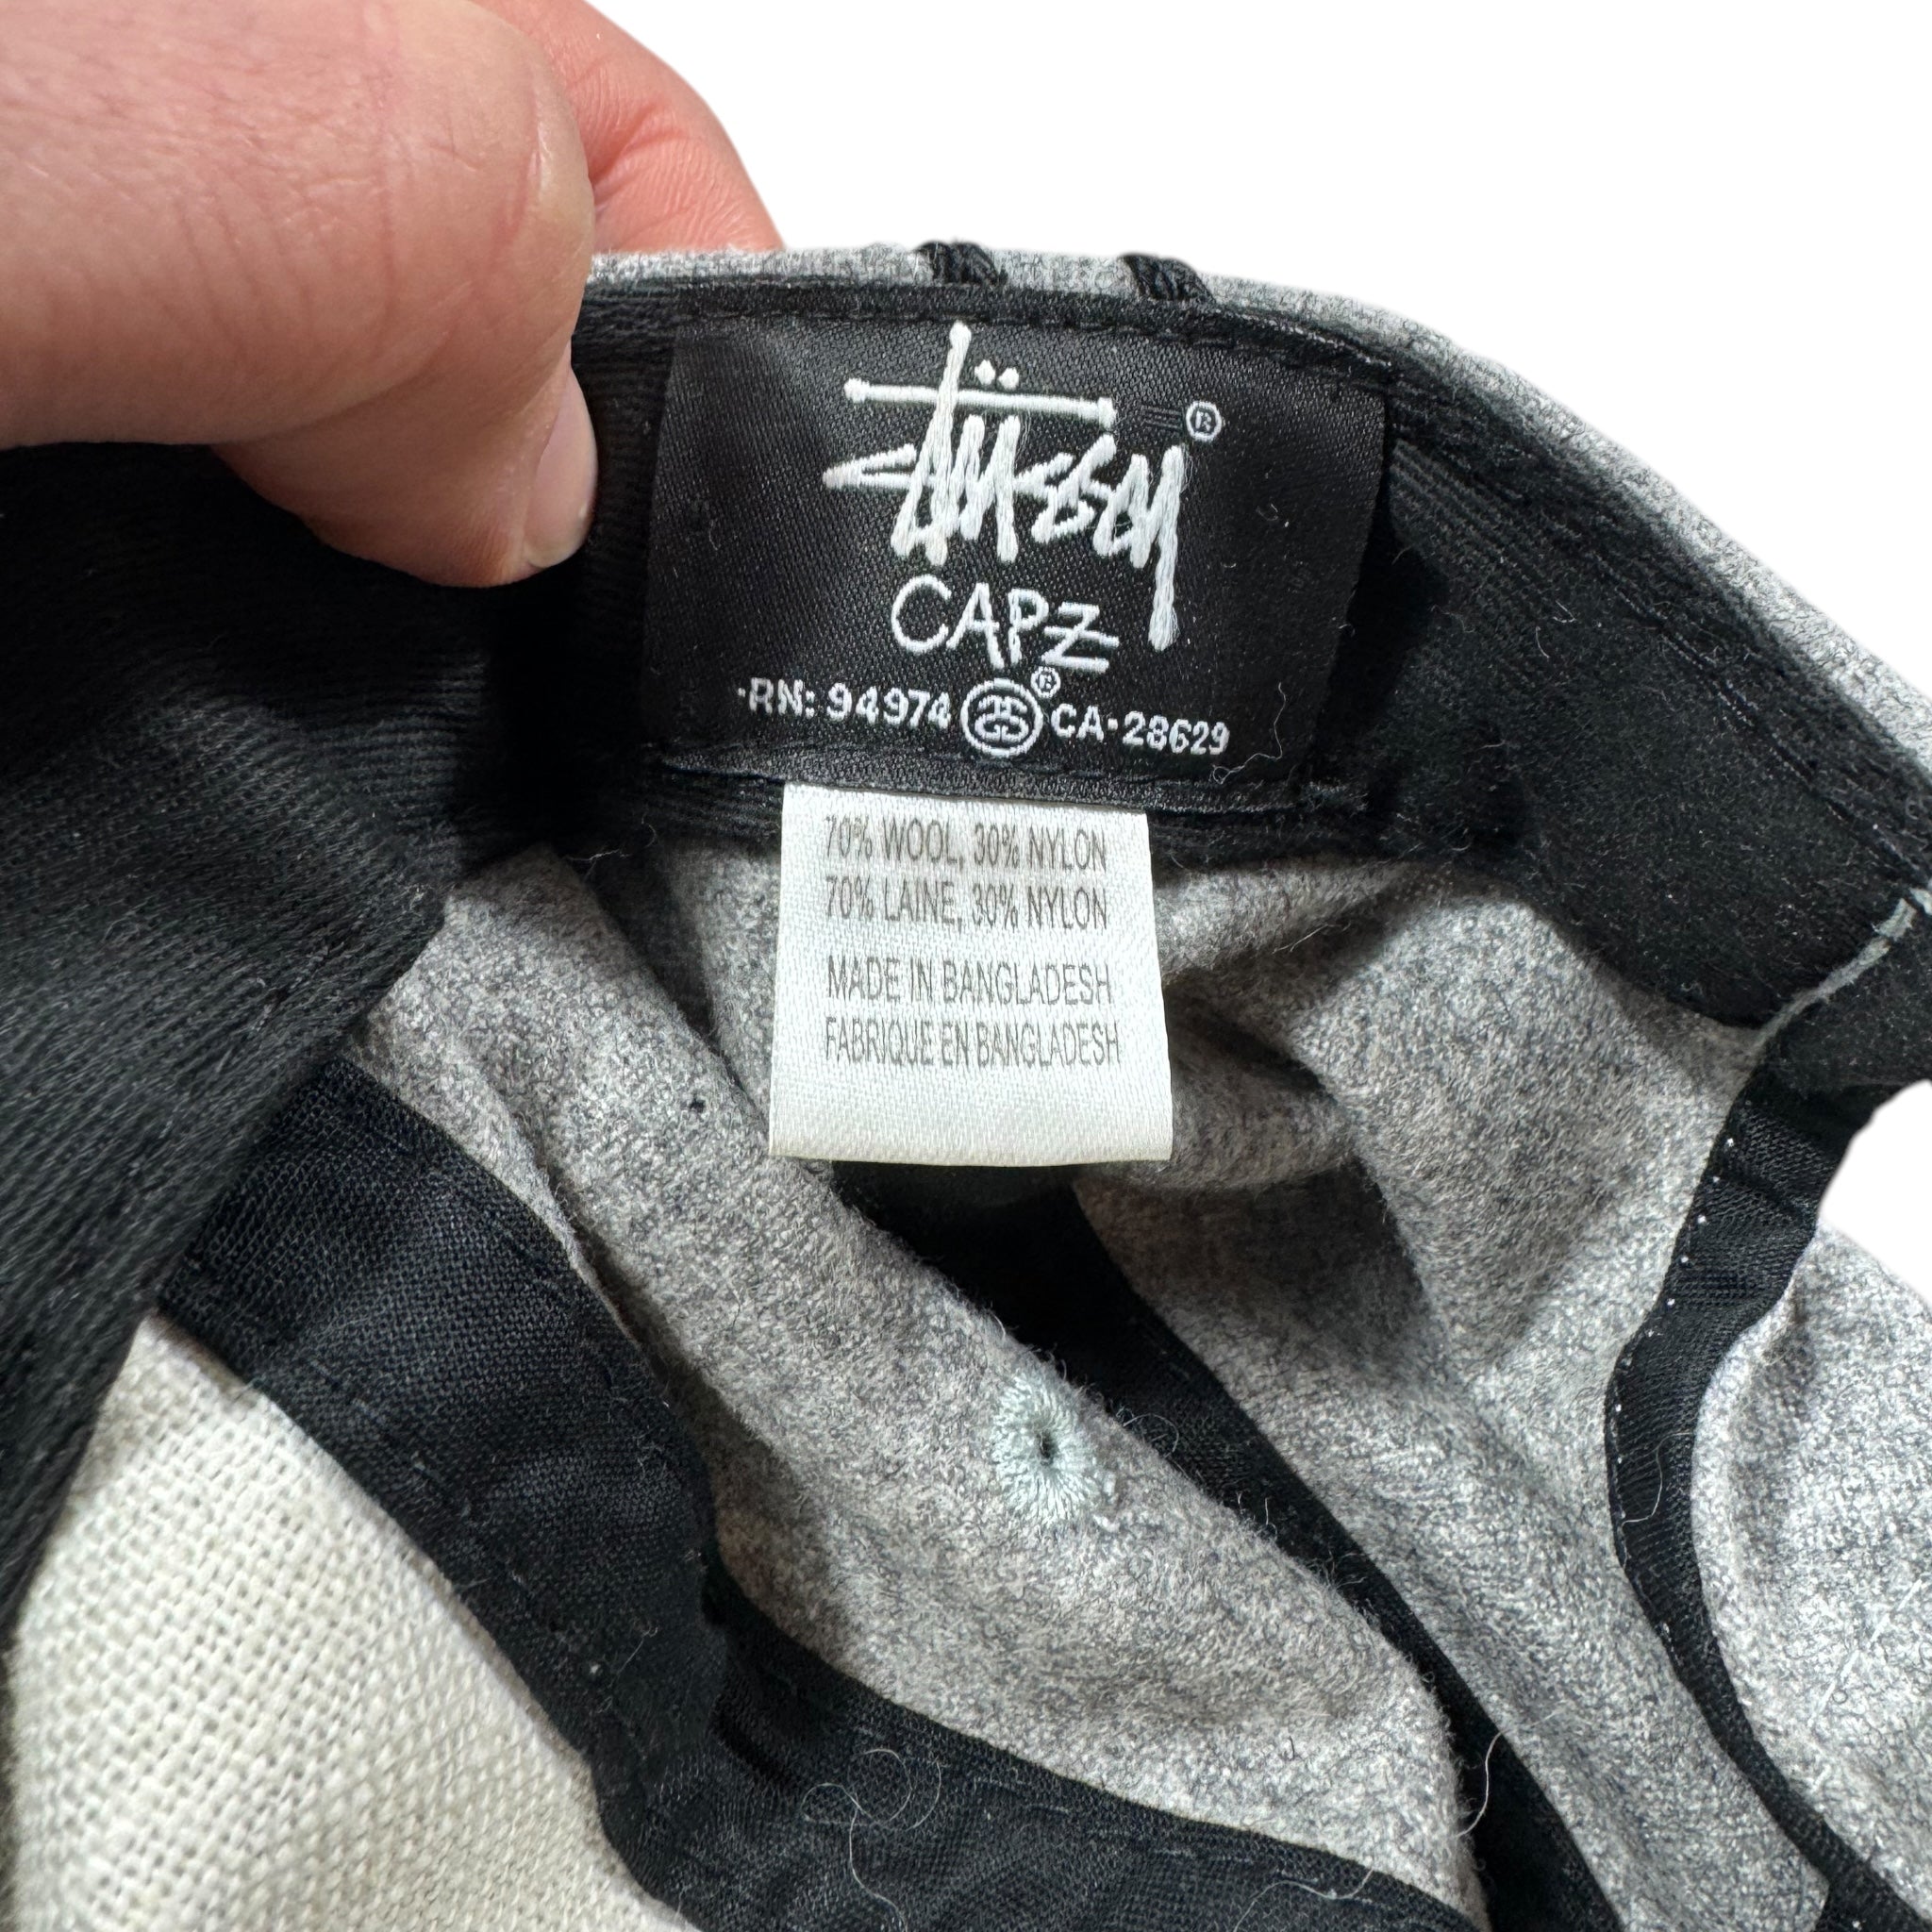 Stüssy ®
CAPZ
·RN: 94974 ® CA·28629
70% WOOL, 30% NYLON
70% LAINE, 30% NYLON
MADE IN BANGLADESH
FABRIQUE EN BANGLADESH